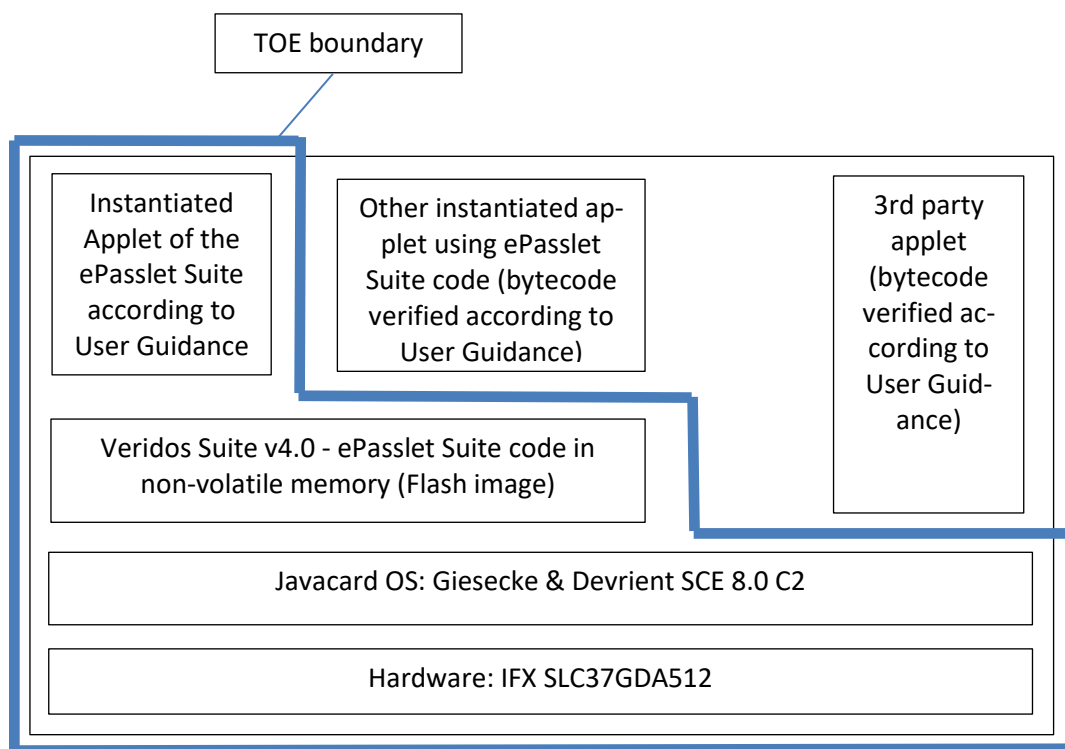 TOE boundary
Instantiated
Applet of the
ePasslet Suite
according to
User Guidance
Other instantiated ap-
plet using ePasslet
Suite code (bytecode
verified according to
User Guidance)
3rd party
applet
(bytecode
verified ac-
cording to
User Guid-
ance)
Veridos Suite v4.0 - ePasslet Suite code in
non-volatile memory (Flash image)
Javacard OS: Giesecke & Devrient SCE 8.0 C2
Hardware: IFX SLC37GDA512